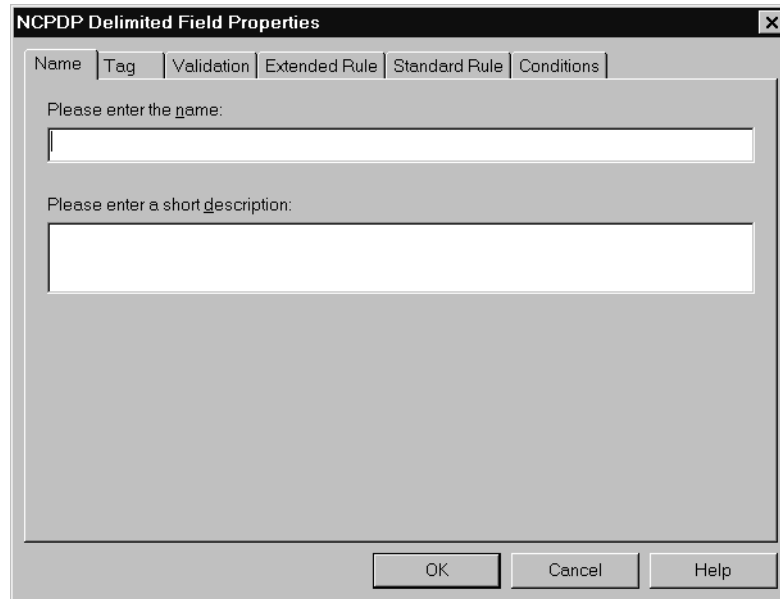 NCPDP Delimited Field Properties
Name Tag Validation Extended Rule Standard Rule Conditions
Please enter the name:
Please enter a short description:
OK Cancel Help